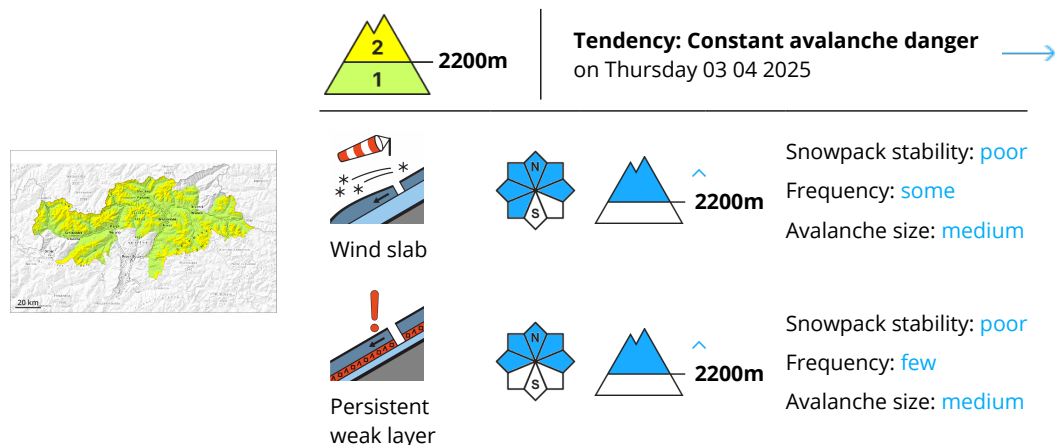 2
1
2200m
Tendency: Constant avalanche danger
on Thursday 03 04 2025
20 km
Wind slab
N
S
2200m
Snowpack stability: poor
Frequency: some
Avalanche size: medium
Persistent
weak layer
N
S
2200m
Snowpack stability: poor
Frequency: few
Avalanche size: medium